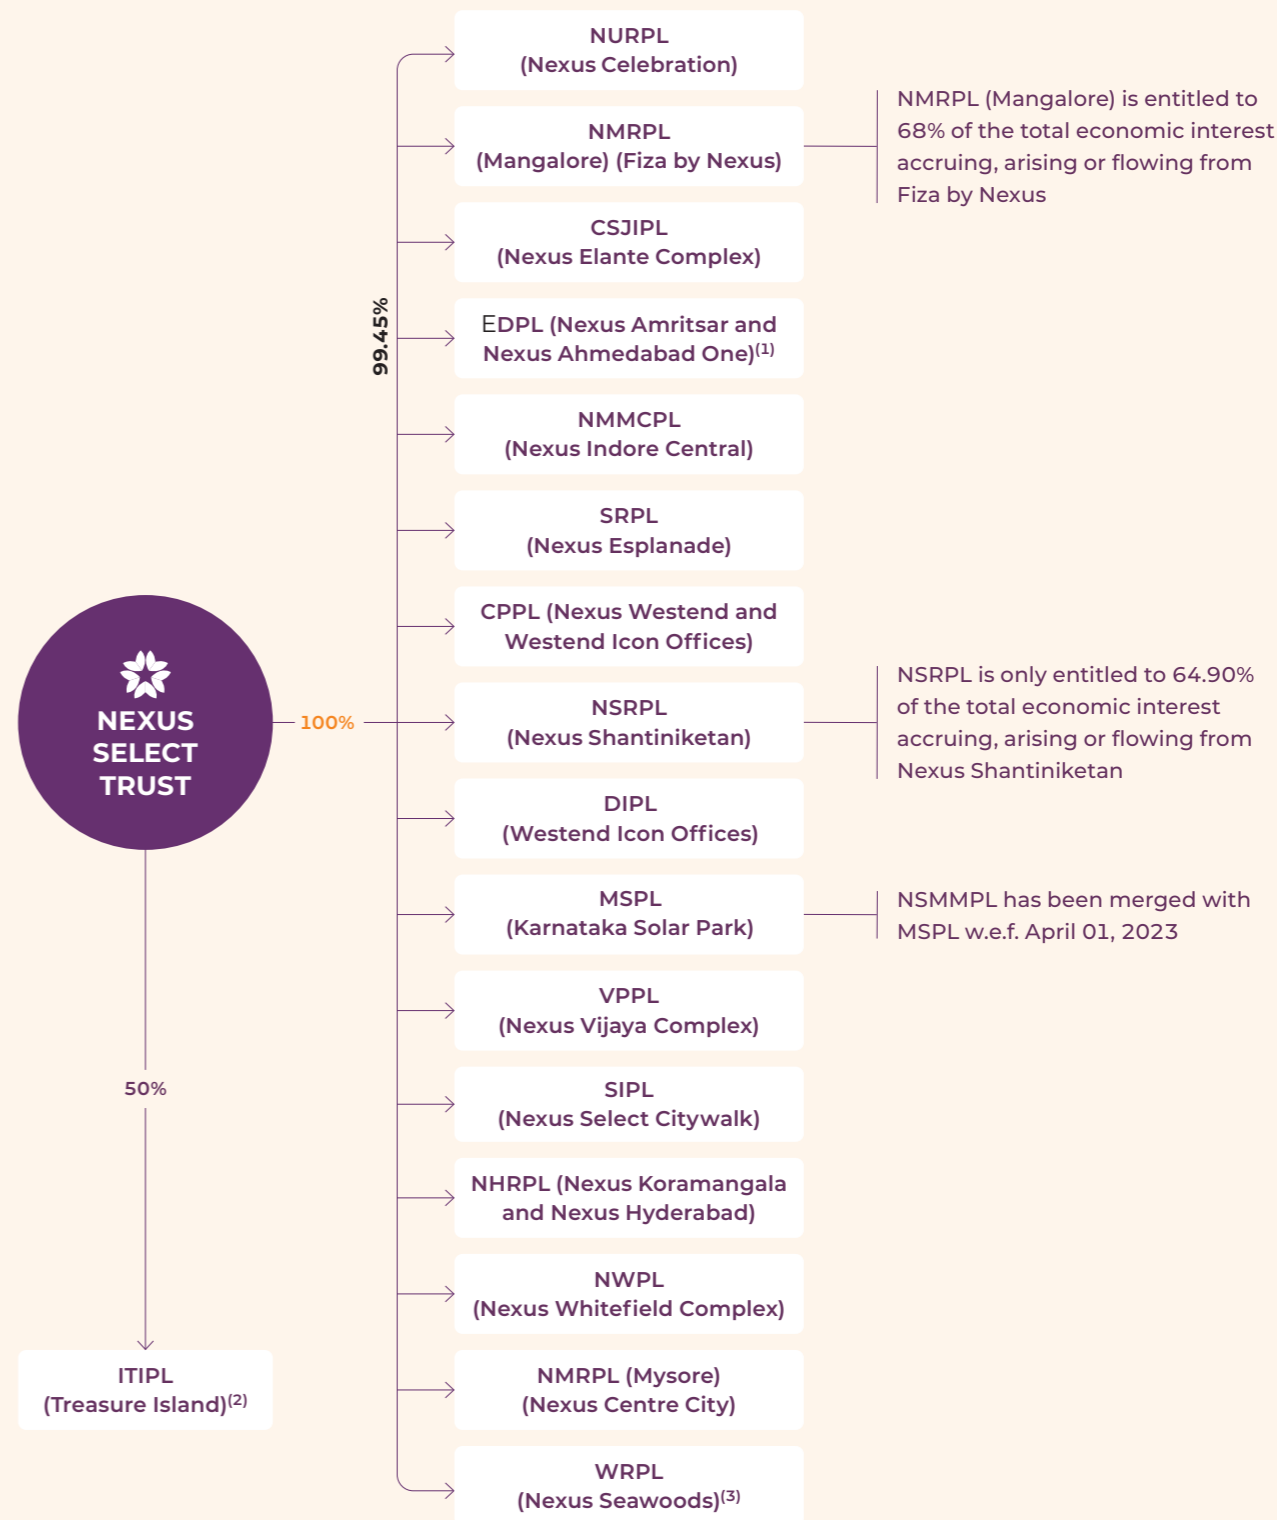 NURPL
(Nexus Celebration)
NMRPL
(Mangalore) (Fiza by Nexus)
NMRPL (Mangalore) is entitled to
68% of the total economic interest
accruing, arising or flowing from
Fiza by Nexus
CSJIPL
(Nexus Elante Complex)
99.45%
EDPL (Nexus Amritsar and
Nexus Ahmedabad One)(1)
NMMCPL
(Nexus Indore Central)
SRPL
(Nexus Esplanade)
CPPL (Nexus Westend and
Westend Icon Offices)
NEXUS
SELECT
TRUST
100%
NSRPL
(Nexus Shantiniketan)
NSRPL is only entitled to 64.90%
of the total economic interest
accruing, arising or flowing from
Nexus Shantiniketan
DIPL
(Westend Icon Offices)
MSPL
(Karnataka Solar Park)
NSMMPL has been merged with
MSPL w.e.f. April 01, 2023
VPPL
(Nexus Vijaya Complex)
50%
SIPL
(Nexus Select Citywalk)
NHRPL (Nexus Koramangala
and Nexus Hyderabad)
NWPL
(Nexus Whitefield Complex)
ITIPL
(Treasure Island)(2)
NMRPL (Mysore)
(Nexus Centre City)
WRPL
(Nexus Seawoods)(3)